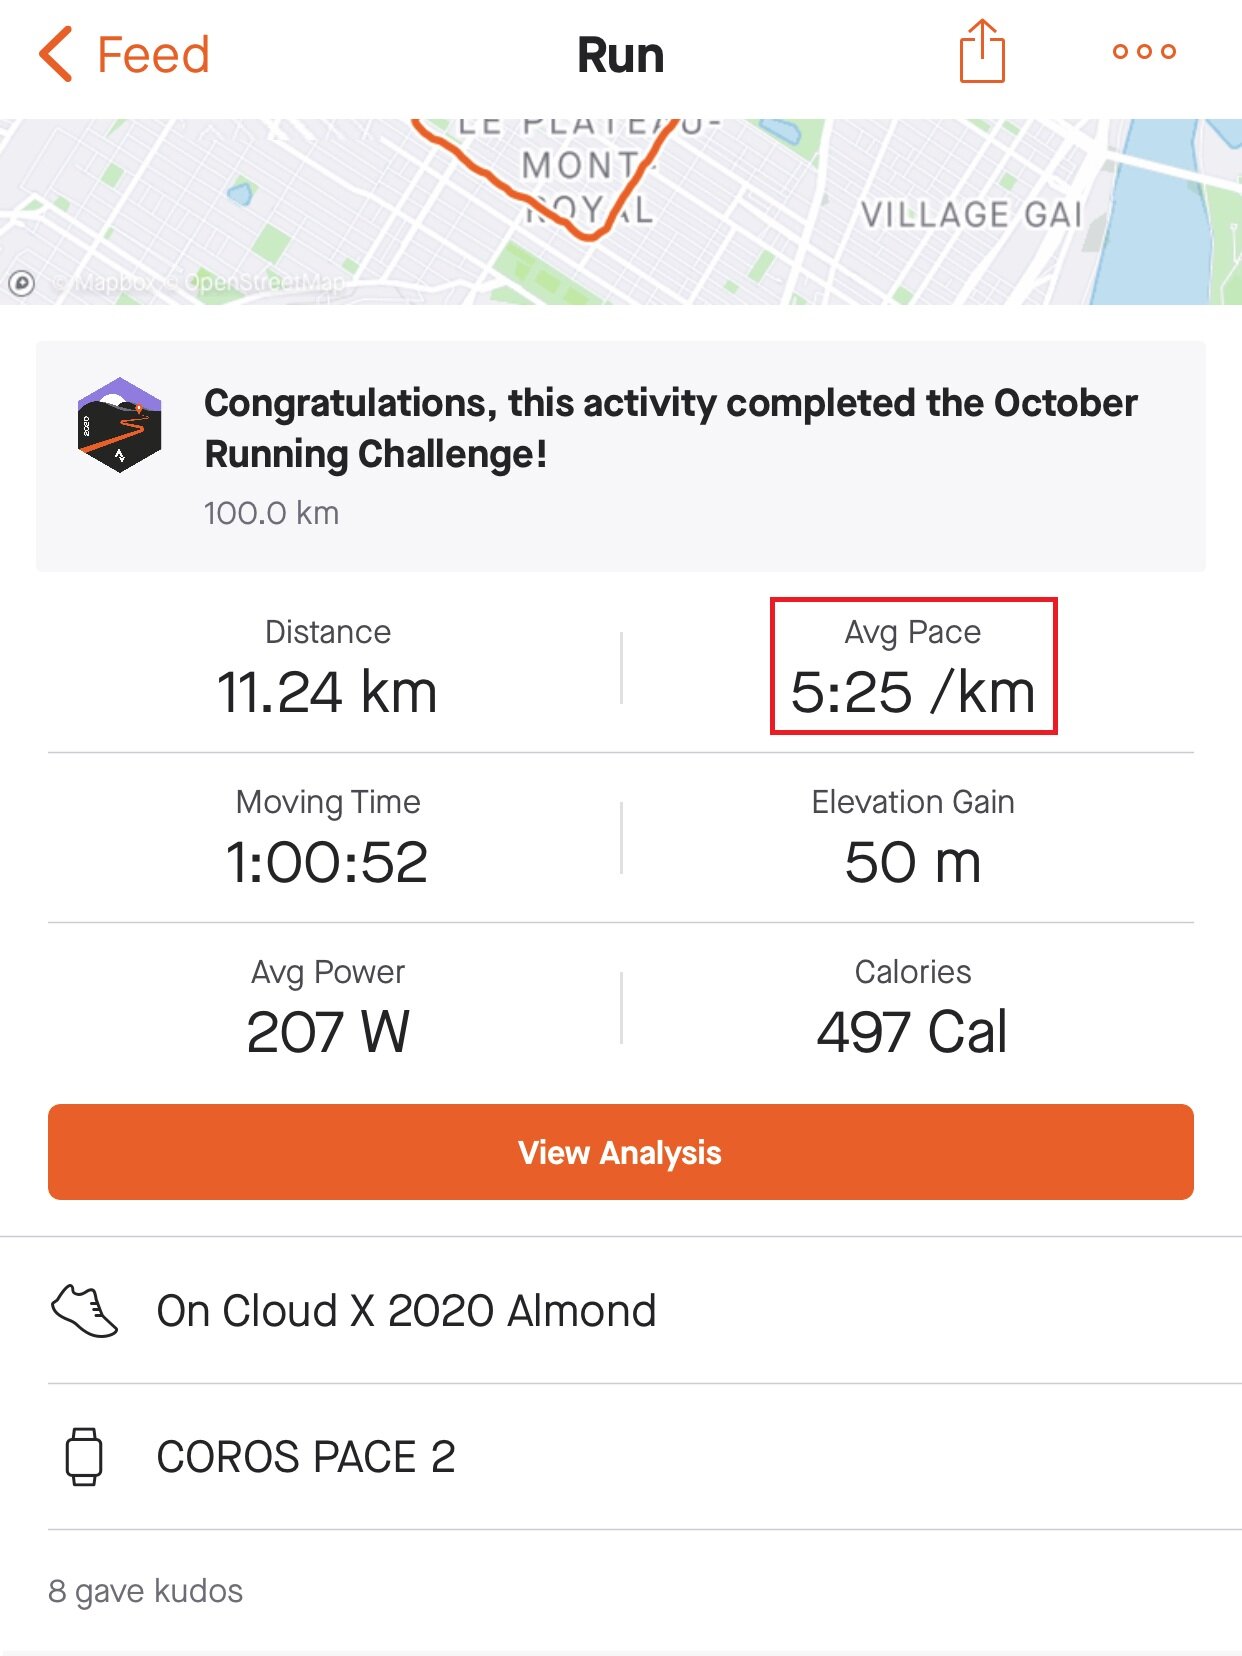 Feed
Run
LE PLATEAU-
MONT-
ROYAL
VILLAGE GAI
© Mapbox © OpenStreetMap
2020
Congratulations, this activity completed the October
Running Challenge!
100.0 km
Distance
11.24 km
Avg Pace
5:25 /km
Moving Time
1:00:52
Elevation Gain
50 m
Avg Power
207 W
Calories
497 Cal
View Analysis
On Cloud X 2020 Almond
COROS PACE 2
8 gave kudos